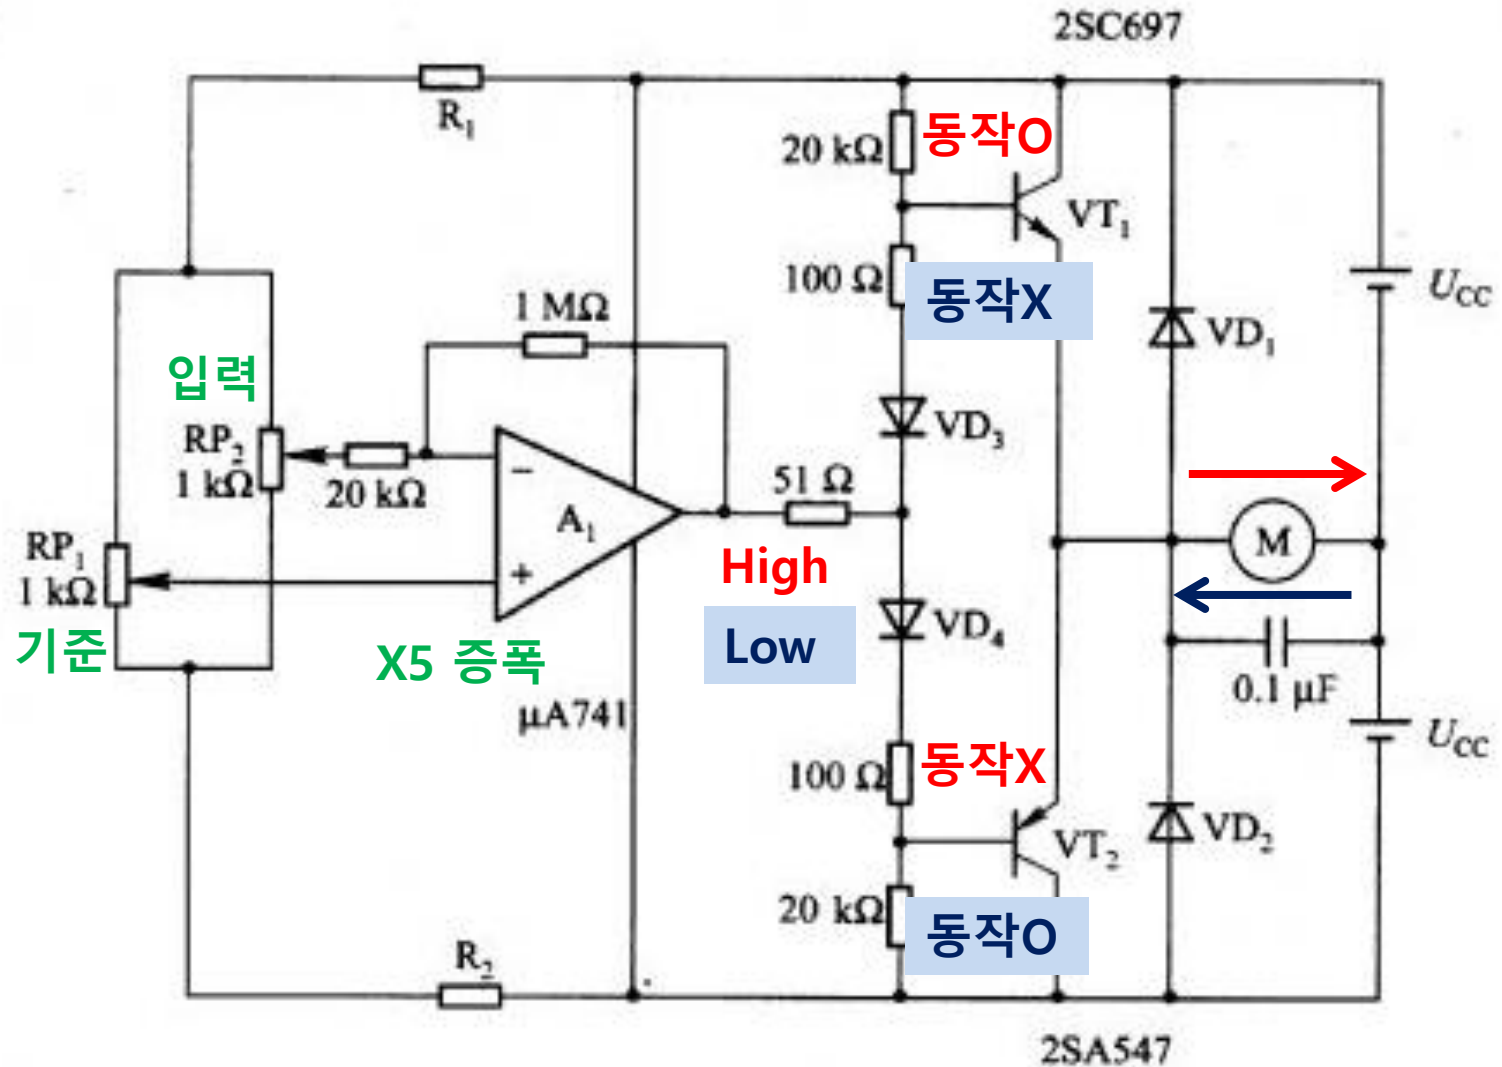 2SC697
R₁
20 kΩ
동작O
VT₁
100 Ω
동작X
U_CC
1 MΩ
VD₁
입력
RP₂
1 kΩ
20 kΩ
VD₃
−
51 Ω
A₁
M
RP₁
1 kΩ
+
High
기준
X5 증폭
Low
VD₄
0.1 μF
μA741
U_CC
100 Ω
동작X
VT₂
VD₂
20 kΩ
동작O
R₂
2SA547